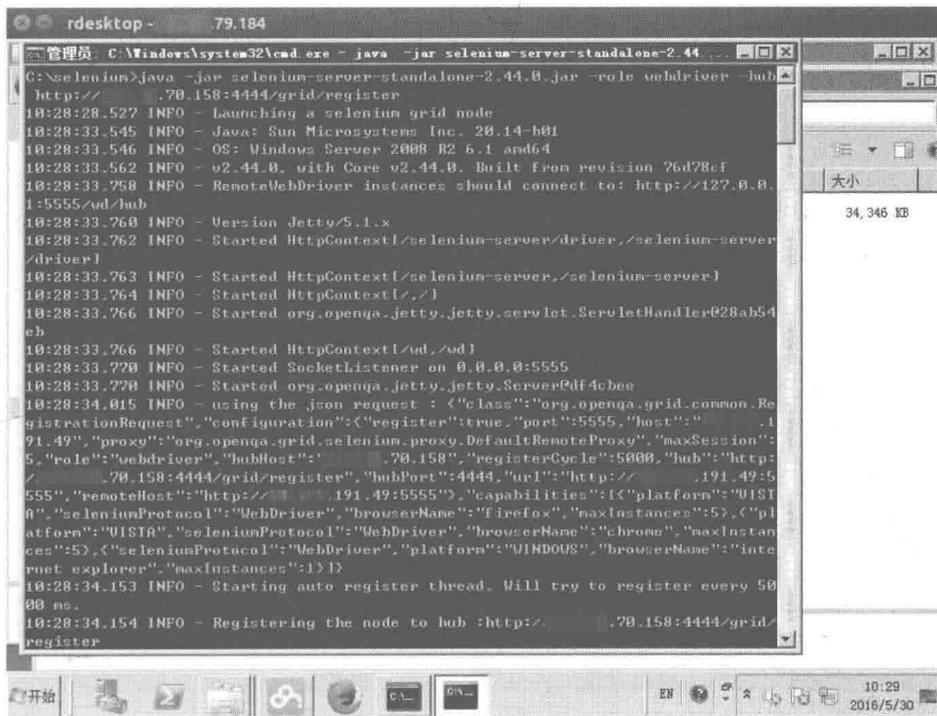 rdesktop - .79.184
管理员: C:\Windows\system32\cmd.exe - java -jar selenium-server-standalone-2.44....
C:\selenium>java -jar selenium-server-standalone-2.44.0.jar -role webdriver -hub
http:// .70.158:4444/grid/register
10:28:28.527 INFO - Launching a selenium grid node
10:28:33.545 INFO - Java: Sun Microsystems Inc. 20.14-b01
10:28:33.546 INFO - OS: Windows Server 2008 R2 6.1 amd64
10:28:33.562 INFO - v2.44.0, with Core v2.44.0. Built from revision 76d78cf
10:28:33.758 INFO - RemoteWebDriver instances should connect to: http://127.0.0.
1:5555/wd/hub
10:28:33.760 INFO - Version Jetty/5.1.x
10:28:33.762 INFO - Started HttpContext[/selenium-server/driver,/selenium-server
/driver]
10:28:33.763 INFO - Started HttpContext[/selenium-server,/selenium-server]
10:28:33.764 INFO - Started HttpContext[/,/]
10:28:33.766 INFO - Started org.openqa.jetty.jetty.servlet.ServletHandler@28ab54
eb
10:28:33.766 INFO - Started HttpContext[/wd,/wd]
10:28:33.770 INFO - Started SocketListener on 0.0.0.0:5555
10:28:33.770 INFO - Started org.openqa.jetty.jetty.Server@df4cbee
10:28:34.015 INFO - using the json request : {"class":"org.openqa.grid.common.Re
gistrationRequest","configuration":{"register":true,"port":5555,"host":" .1
91.49","proxy":"org.openqa.grid.selenium.proxy.DefaultRemoteProxy","maxSession":
5,"role":"webdriver","hubHost":" .70.158","registerCycle":5000,"hub":"http:
/ .70.158:4444/grid/register","hubPort":4444,"url":"http:// .191.49:5
555","remoteHost":"http:// .191.49:5555"},"capabilities":[{"platform":"VIST
A","seleniumProtocol":"WebDriver","browserName":"firefox","maxInstances":5},{"pl
atform":"VISTA","seleniumProtocol":"WebDriver","browserName":"chrome","maxInstan
ces":5},{"seleniumProtocol":"WebDriver","platform":"WINDOWS","browserName":"inte
rnet explorer","maxInstances":1}]}
10:28:34.153 INFO - Starting auto register thread. Will try to register every 50
00 ms.
10:28:34.154 INFO - Registering the node to hub :http:/ .70.158:4444/grid/
register
大小
34,346 KB
开始
EN
10:29
2016/5/30